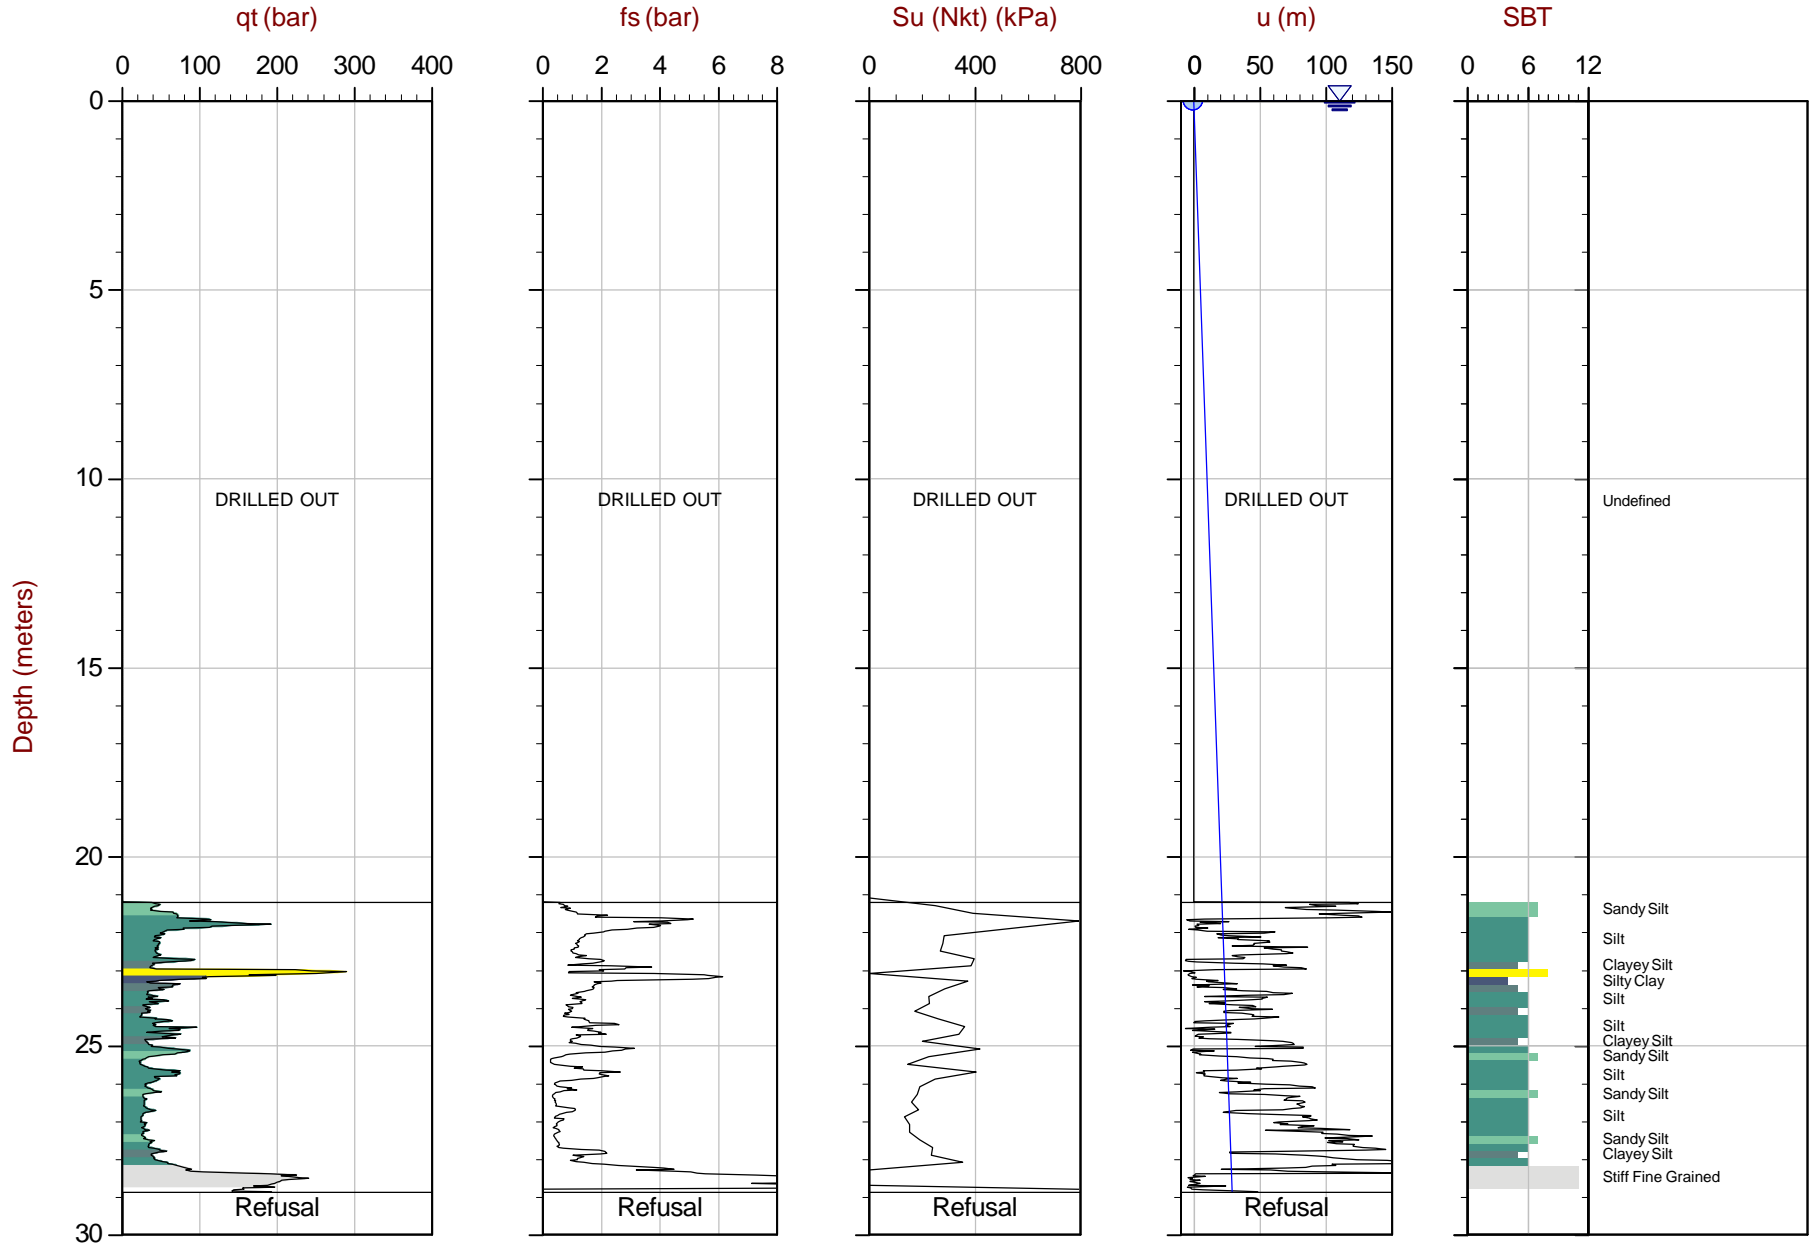 qt (bar) fs (bar) Su (Nkt) (kPa) u (m) SBT
0 100 200 300 400 0 2 4 6 8 0 400 800 0 50 100 150 0 6 12
0
5
10
DRILLED OUT DRILLED OUT DRILLED OUT DRILLED OUT Undefined
Depth (meters)
15
20
Sandy Silt
Silt
Clayey Silt
Silty Clay
Silt
Silt
Clayey Silt
25
Sandy Silt
Silt
Sandy Silt
Silt
Sandy Silt
Clayey Silt
Stiff Fine Grained
Refusal Refusal Refusal Refusal
30